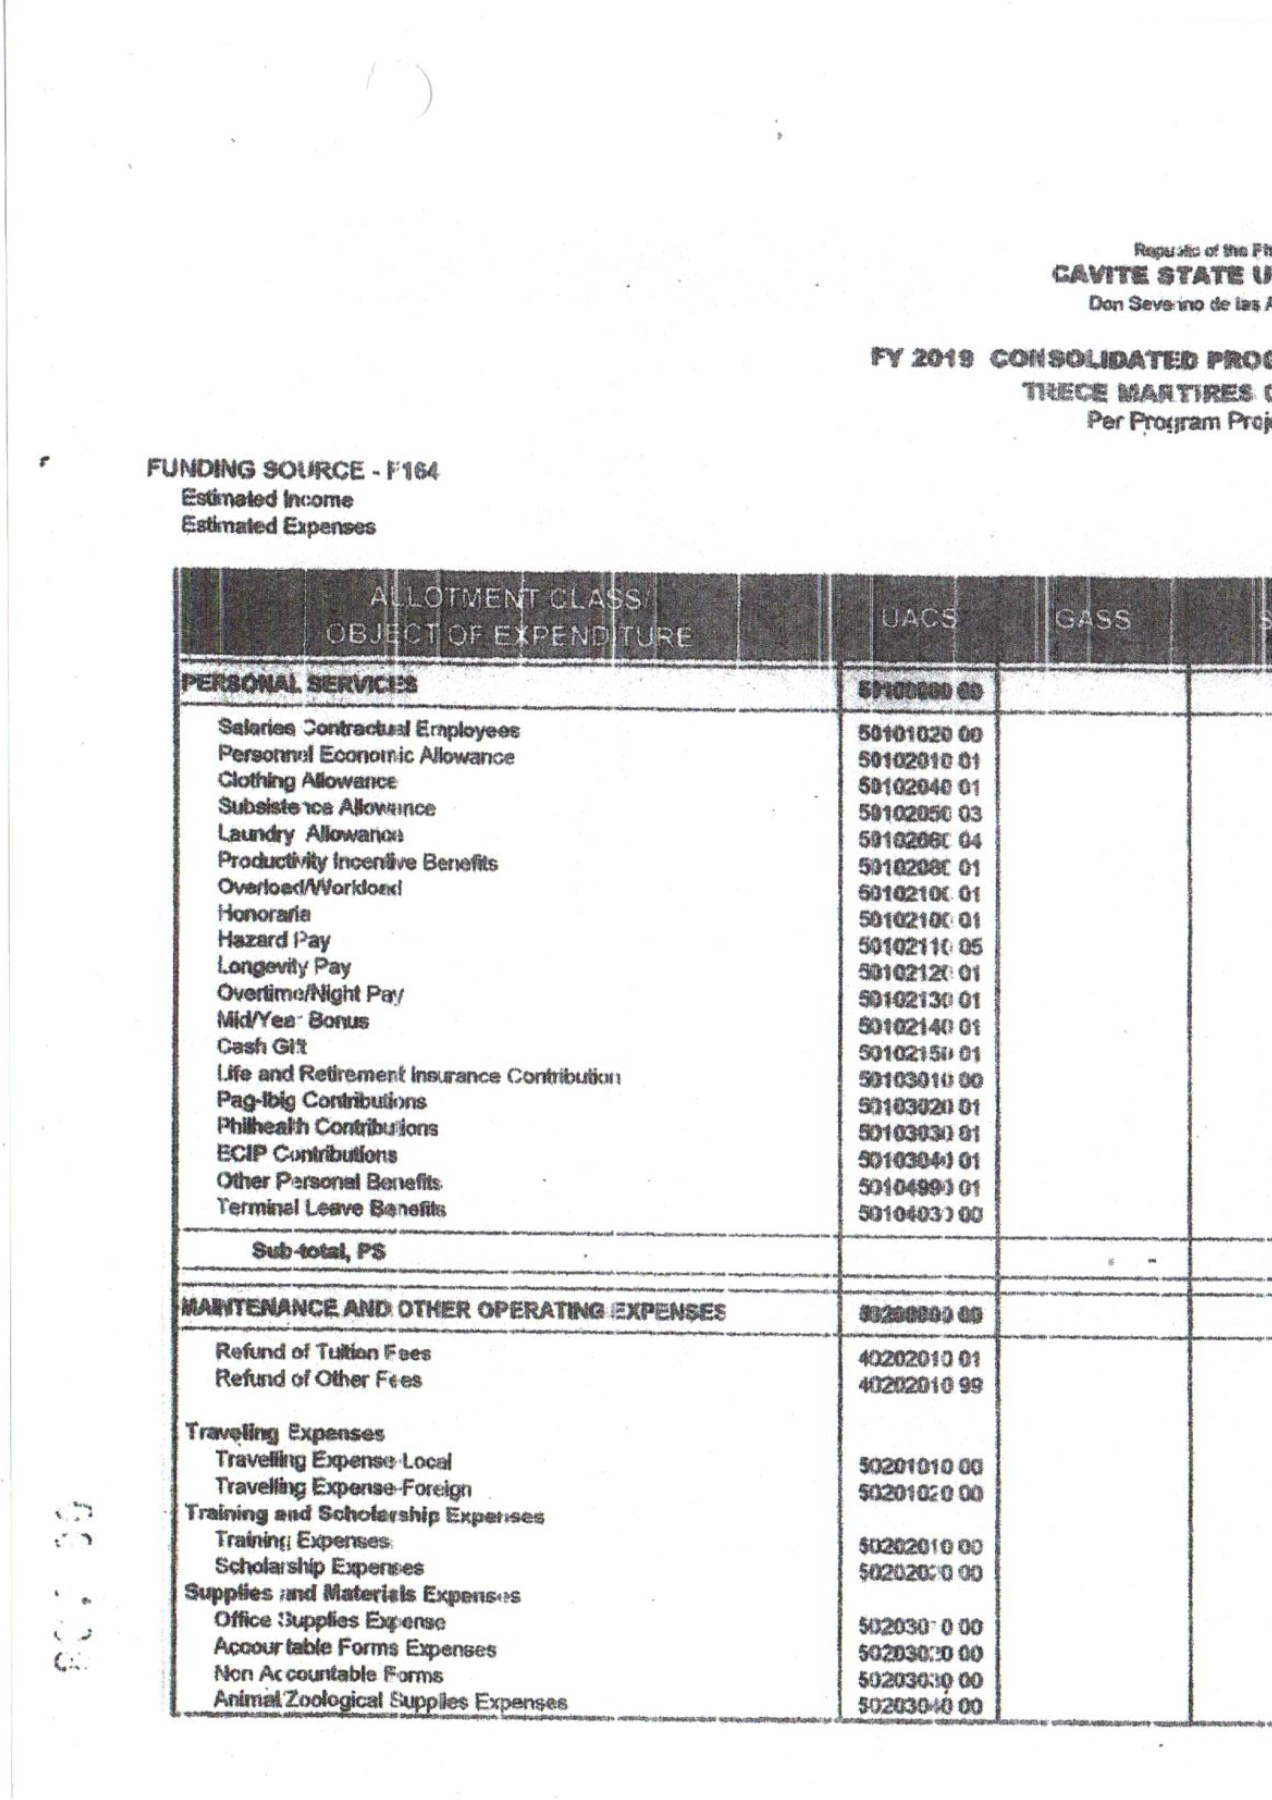 Republic of the Ph
CAVITE STATE U
Don Severino de las A
FY 2019 CONSOLIDATED PROG
TRECE MARTIRES C
Per Program Proje
FUNDING SOURCE - F164
Estimated Income
Estimated Expenses
ALLOTMENT CLASS/
OBJECT OF EXPENDITURE UACS GASS S
PERSONAL SERVICES 50100000 00
Salaries Contractual Employees 50101020 00
Personnel Economic Allowance 50102010 01
Clothing Allowance 50102040 01
Subsistence Allowance 50102050 03
Laundry Allowance 50102060 04
Productivity Incentive Benefits 50102080 01
Overload/Workload 50102100 01
Honoraria 50102100 01
Hazard Pay 50102110 05
Longevity Pay 50102120 01
Overtime/Night Pay 50102130 01
Mid/Year Bonus 50102140 01
Cash Gift 50102150 01
Life and Retirement Insurance Contribution 50103010 00
Pag-Ibig Contributions 50103020 01
Philhealth Contributions 50103030 01
ECIP Contributions 50103040 01
Other Personal Benefits 50104990 01
Terminal Leave Benefits 50104030 00
Sub-total, PS -
MAINTENANCE AND OTHER OPERATING EXPENSES 50200000 00
Refund of Tuition Fees 40202010 01
Refund of Other Fees 40202010 99
Traveling Expenses
Travelling Expense-Local 50201010 00
Travelling Expense-Foreign 50201020 00
Training and Scholarship Expenses
Training Expenses 50202010 00
Scholarship Expenses 50202020 00
Supplies and Materials Expenses
Office Supplies Expense 50203010 00
Accountable Forms Expenses 50203020 00
Non Accountable Forms 50203030 00
Animal/Zoological Supplies Expenses 50203040 00